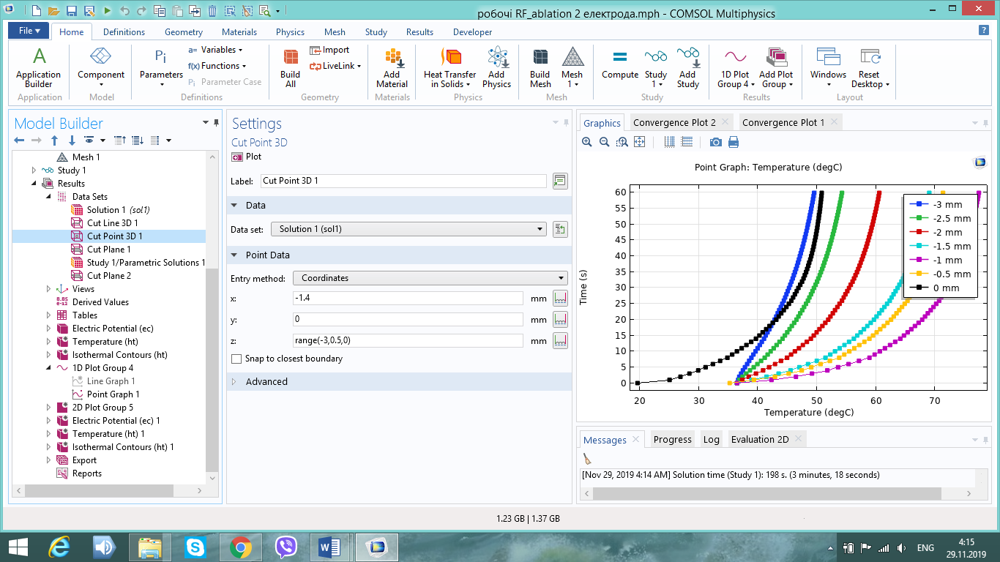 робочі RF_ablation 2 електрода.mph - COMSOL Multiphysics
File Home Definitions Geometry Materials Physics Mesh Study Results Developer
A Application Builder
Application
Component
Model
Pi Parameters
a= Variables
f(x) Functions
Pi Parameter Case
Definitions
Build All
Import
LiveLink
Geometry
Add Material
Materials
Heat Transfer in Solids
Add Physics
Physics
Build Mesh
Mesh 1
Mesh
Compute
Study 1
Add Study
Study
1D Plot Group 4
Add Plot Group
Results
Windows
Reset Desktop
Layout
Model Builder
Mesh 1
Study 1
Results
Data Sets
Solution 1 (sol1)
Cut Line 3D 1
Cut Point 3D 1
Cut Plane 1
Study 1/Parametric Solutions 1
Cut Plane 2
Views
8.85 e-12 Derived Values
Tables
Electric Potential (ec)
Temperature (ht)
Isothermal Contours (ht)
1D Plot Group 4
Line Graph 1
Point Graph 1
2D Plot Group 5
Electric Potential (ec) 1
Temperature (ht) 1
Isothermal Contours (ht) 1
Export
Reports
Settings
Cut Point 3D
Plot
Label: Cut Point 3D 1
Data
Data set: Solution 1 (sol1)
Point Data
Entry method: Coordinates
x: -1.4 mm
y: 0 mm
z: range(-3,0.5,0) mm
Snap to closest boundary
Advanced
Graphics Convergence Plot 2 Convergence Plot 1
Point Graph: Temperature (degC)
60
55
50
45
40
35
30
25
20
15
10
5
0
Time (s)
20 30 40 50 60 70
Temperature (degC)
-3 mm
-2.5 mm
-2 mm
-1.5 mm
-1 mm
-0.5 mm
0 mm
Messages Progress Log Evaluation 2D
[Nov 29, 2019 4:14 AM] Solution time (Study 1): 198 s. (3 minutes, 18 seconds)
1.23 GB | 1.37 GB
ENG
4:15
29.11.2019